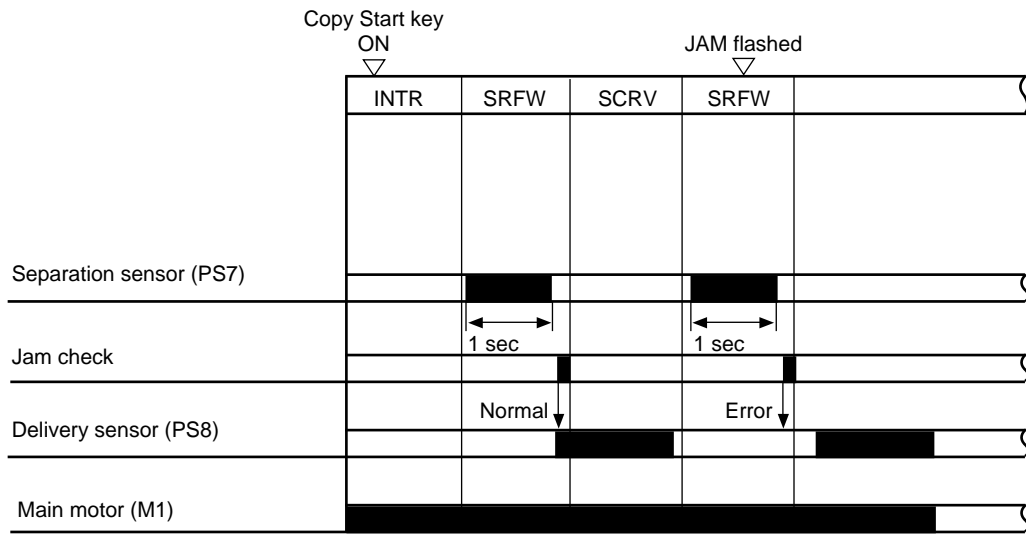 Copy Start key
ON
JAM flashed
INTR SRFW SCRV SRFW
Separation sensor (PS7)
1 sec 1 sec
Jam check
Normal Error
Delivery sensor (PS8)
Main motor (M1)